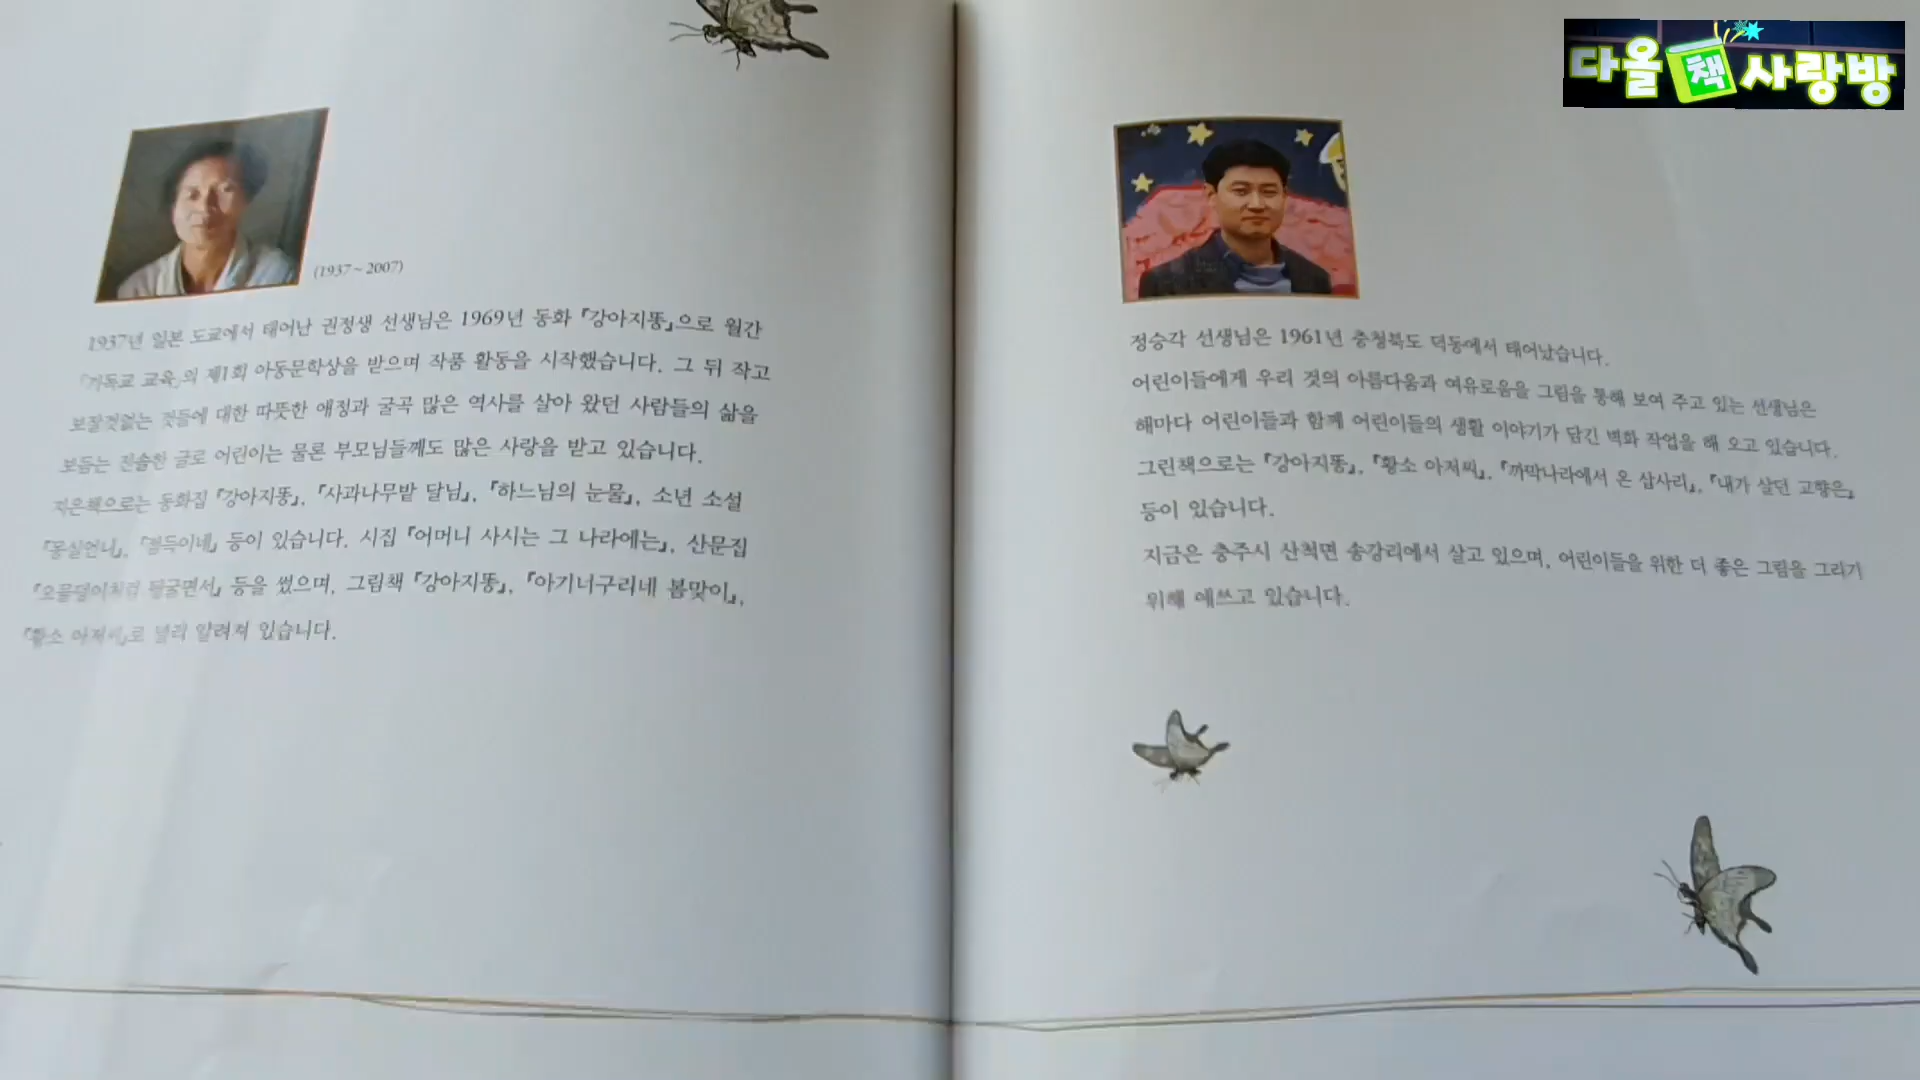 다올 책 사랑방
(1937~2007)
1937년 일본 도쿄에서 태어난 권정생 선생님은 1969년 동화 『강아지똥』으로 월간
『기독교 교육』의 제1회 아동문학상을 받으며 작품 활동을 시작했습니다. 그 뒤 작고
보잘것없는 것들에 대한 따뜻한 애정과 굴곡 많은 역사를 살아 왔던 사람들의 삶을
보듬는 진솔한 글로 어린이는 물론 부모님들께도 많은 사랑을 받고 있습니다.
지은책으로는 동화집 『강아지똥』, 『사과나무밭 달님』, 『하느님의 눈물』, 소년 소설
『몽실언니』, 『점득이네』 등이 있습니다. 시집 『어머니 사시는 그 나라에는』, 산문집
『오물덩이처럼 뒹굴면서』 등을 썼으며, 그림책 『강아지똥』, 『아기너구리네 봄맞이』,
『황소 아저씨』로 널리 알려져 있습니다.
정승각 선생님은 1961년 충청북도 덕동에서 태어났습니다.
어린이들에게 우리 것의 아름다움과 여유로움을 그림을 통해 보여 주고 있는 선생님은
해마다 어린이들과 함께 어린이들의 생활 이야기가 담긴 벽화 작업을 해 오고 있습니다.
그린책으로는 『강아지똥』, 『황소 아저씨』, 『까막나라에서 온 삽사리』, 『내가 살던 고향은』
등이 있습니다.
지금은 충주시 산척면 송강리에서 살고 있으며, 어린이들을 위한 더 좋은 그림을 그리기
위해 애쓰고 있습니다.